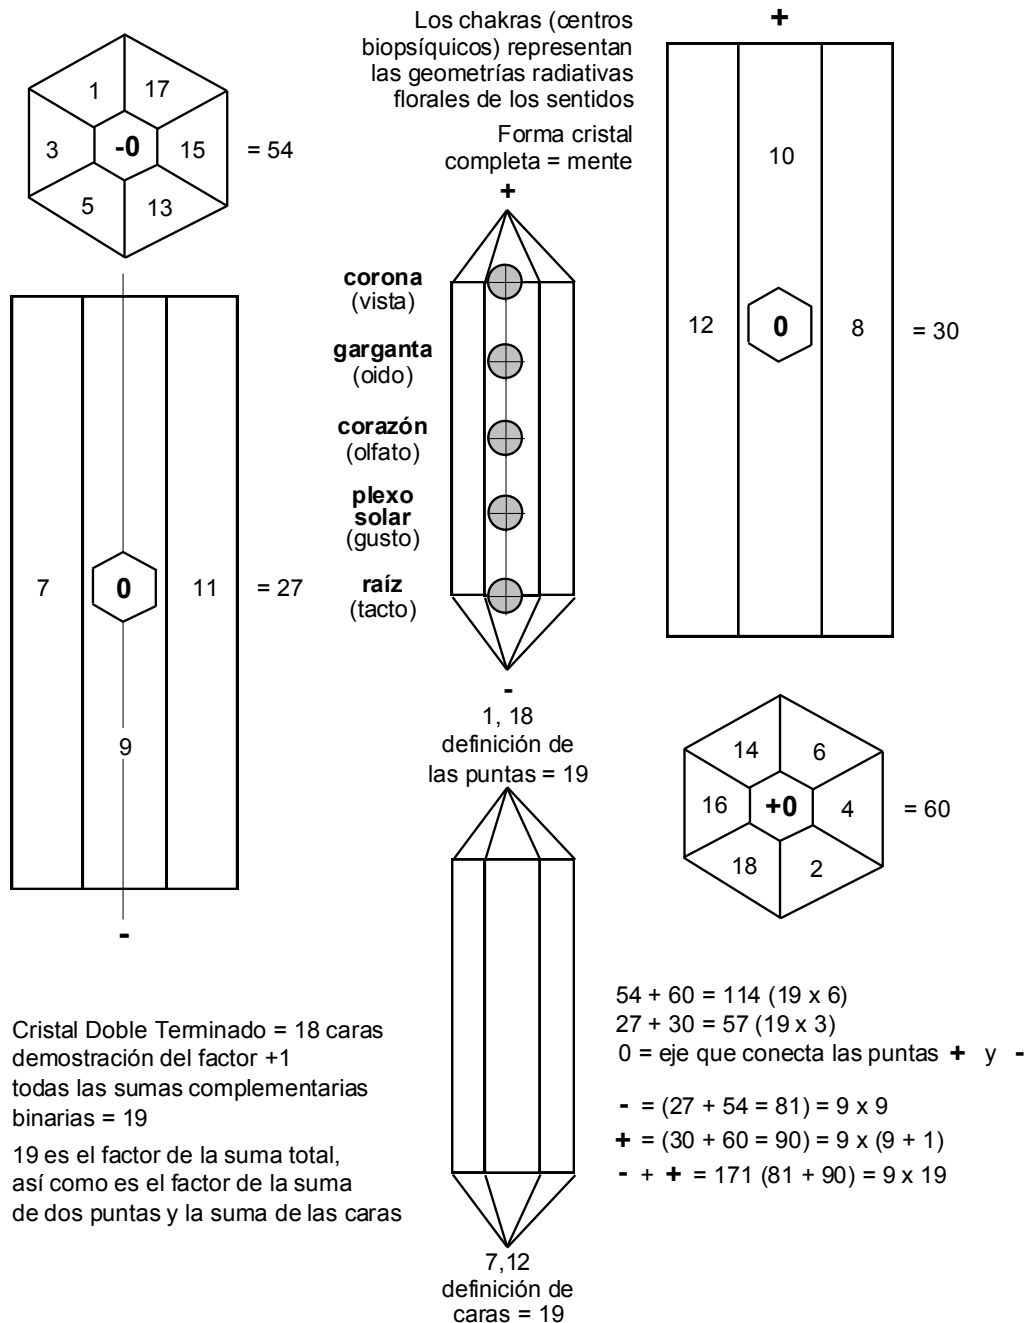 Los chakras (centros
biopsíquicos) representan
las geometrías radiativas
florales de los sentidos
Forma cristal
completa = mente
+
1 17
3 -0 15 = 54
5 13
7 0 11 = 27
9
-
corona
(vista)
garganta
(oido)
corazón
(olfato)
plexo
solar
(gusto)
raíz
(tacto)
-
1, 18
definición de
las puntas = 19
+
10
12 0 8 = 30
14 6
16 +0 4 = 60
18 2
Cristal Doble Terminado = 18 caras
demostración del factor +1
todas las sumas complementarias
binarias = 19
19 es el factor de la suma total,
así como es el factor de la suma
de dos puntas y la suma de las caras
7,12
definición de
caras = 19
54 + 60 = 114 (19 x 6)
27 + 30 = 57 (19 x 3)
0 = eje que conecta las puntas + y -
- = (27 + 54 = 81) = 9 x 9
+ = (30 + 60 = 90) = 9 x (9 + 1)
- + + = 171 (81 + 90) = 9 x 19